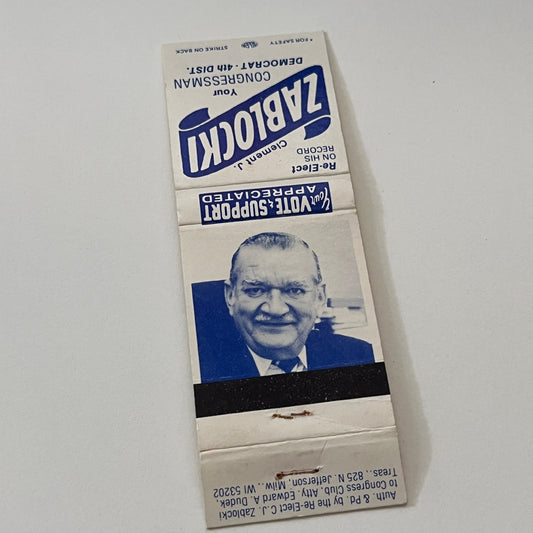 Re-Elect
ON HIS
RECORD
Clement J.
ZABLOCKI
Your
CONGRESSMAN
DEMOCRAT - 4th DIST.
* FOR SAFETY STRIKE ON BACK
Your VOTE & SUPPORT
APPRECIATED
Auth. & Pd. by the Re-Elect C.J. Zablocki
to Congress Club, Atty. Edward A. Dudek,
Treas., 825 N. Jefferson, Milw., WI 53202